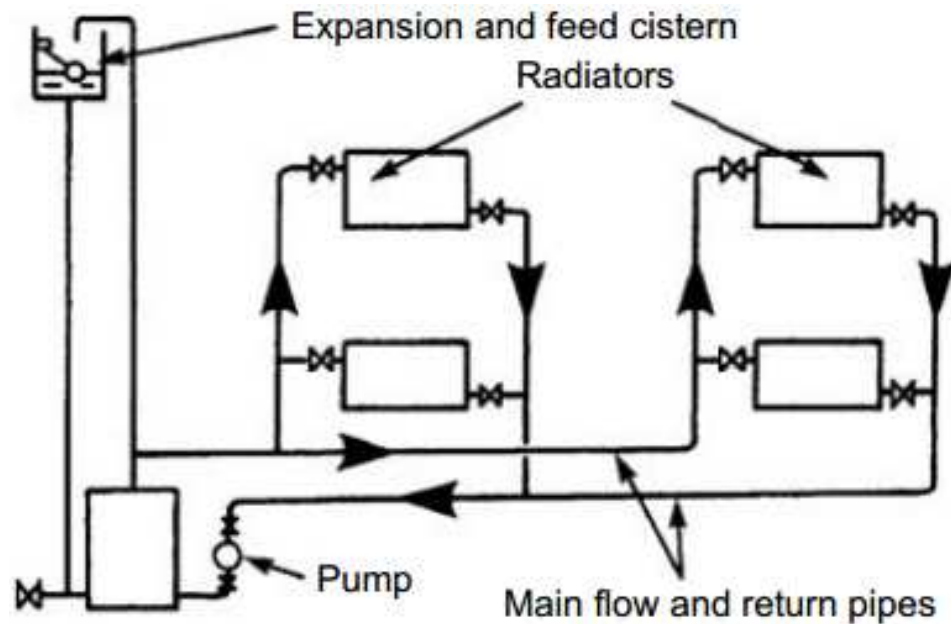 Expansion and feed cistern
Radiators
Pump
Main flow and return pipes